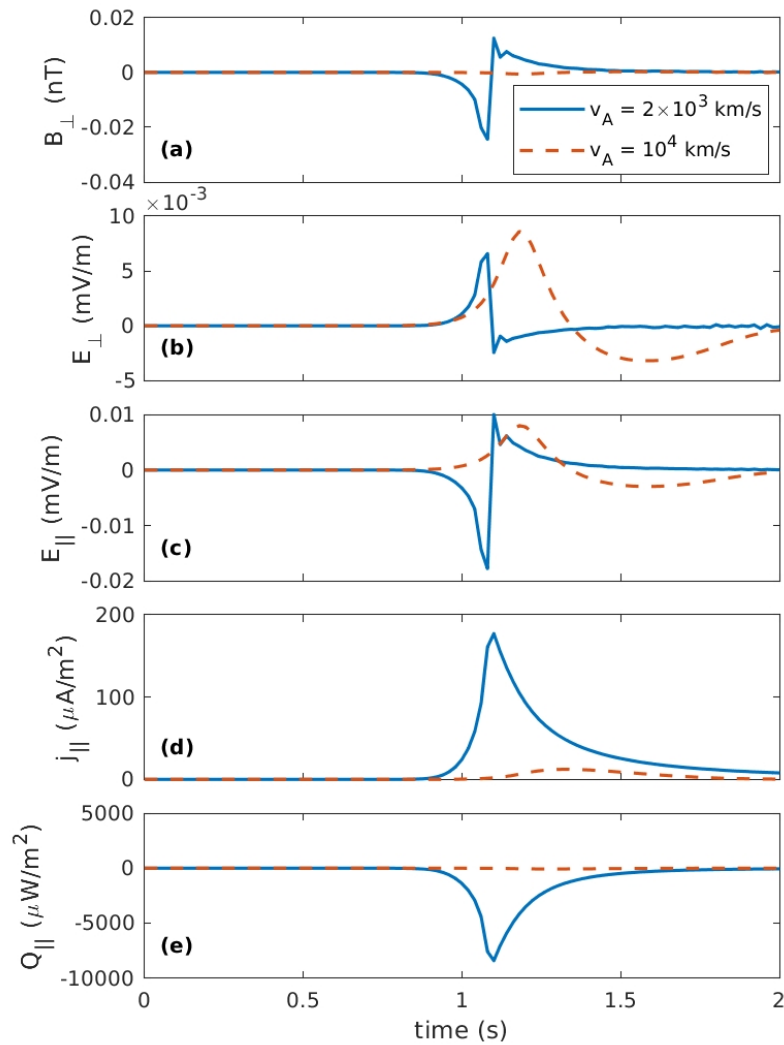 0.02
0
-0.02
-0.04
B⊥ (nT)
(a)
v_A = 2×10³ km/s
v_A = 10⁴ km/s
×10⁻³
10
5
0
-5
E⊥ (mV/m)
(b)
0.01
0
-0.01
-0.02
E|| (mV/m)
(c)
200
100
0
j|| (μA/m²)
(d)
5000
0
-5000
-10000
Q|| (μW/m²)
(e)
0 0.5 1 1.5 2
time (s)